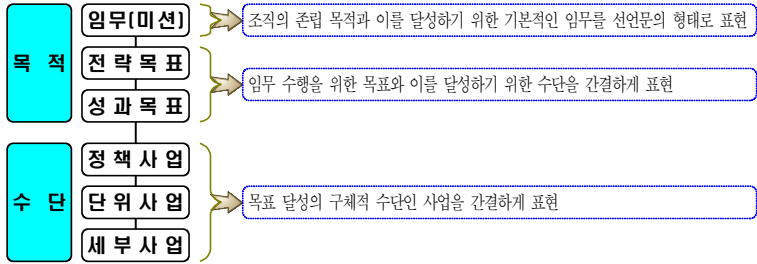 목 적
임무(미션)
조직의 존립 목적과 이를 달성하기 위한 기본적인 임무를 선언문의 형태로 표현
전 략 목 표
임무 수행을 위한 목표와 이를 달성하기 위한 수단을 간결하게 표현
성 과 목 표
수 단
정 책 사 업
단 위 사 업
목표 달성의 구체적 수단인 사업을 간결하게 표현
세 부 사 업